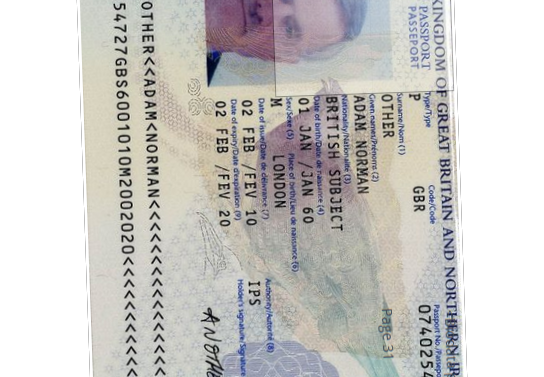 KINGDOM OF GREAT BRITAIN AND NORTHERN IR
PASSPORT
PASSEPORT
Type/Type
P
Code/Code
GBR
Passport No./Passepo
0740254
Surname/Nom (1)
OTHER
Given names/Prénoms (2)
ADAM NORMAN
Nationality/Nationalité (3)
BRITISH SUBJECT
Date of birth/Date de naissance (4)
01 JAN /JAN 60
Sex/Sexe (5)
M
Place of birth/Lieu de naissance (6)
LONDON
Date of issue/Date de délivrance (7)
02 FEB /FEV 10
Authority/Autorité (8)
IPS
Date of expiry/Date d'expiration (9)
02 FEB /FEV 20
Holder's signature/Signature
A N Othe
Page 31
OTHER<<ADAM<NORMAN<<<<<<<<<<<<<
54727GBS6001010M2002020<<<<<<<<